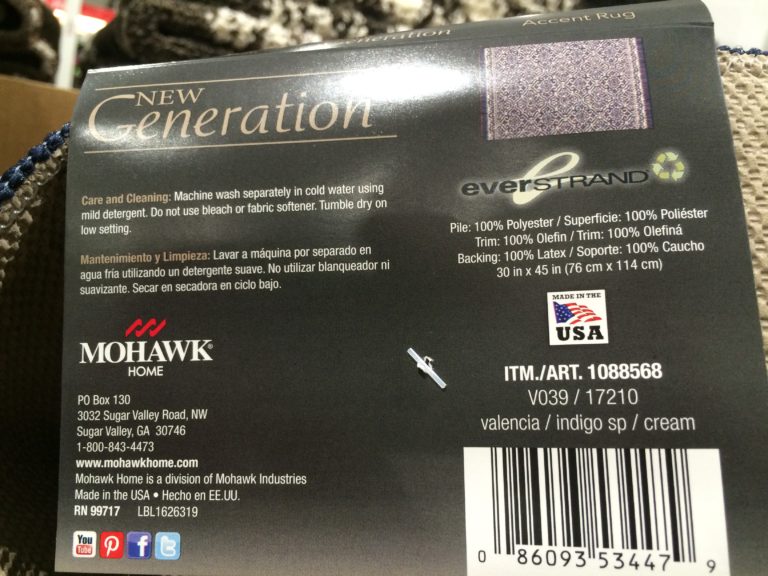 Generation
Accent Rug
NEW
Generation
Care and Cleaning: Machine wash separately in cold water using
mild detergent. Do not use bleach or fabric softener. Tumble dry on
low setting.
Mantenimiento y Limpieza: Lavar a máquina por separado en
agua fría utilizando un detergente suave. No utilizar blanqueador ni
suavizante. Secar en secadora en ciclo bajo.
MOHAWK®
HOME
PO Box 130
3032 Sugar Valley Road, NW
Sugar Valley, GA 30746
1-800-843-4473
www.mohawkhome.com
Mohawk Home is a division of Mohawk Industries
Made in the USA • Hecho en EE.UU.
RN 99717 LBL1626319
You
Tube
everSTRAND
Pile: 100% Polyester / Superficie: 100% Poliéster
Trim: 100% Olefin / Trim: 100% Olefiná
Backing: 100% Latex / Soporte: 100% Caucho
30 in x 45 in (76 cm x 114 cm)
MADE IN THE
USA
ITM./ART. 1088568
V039 / 17210
valencia / indigo sp / cream
0 86093 53447 9